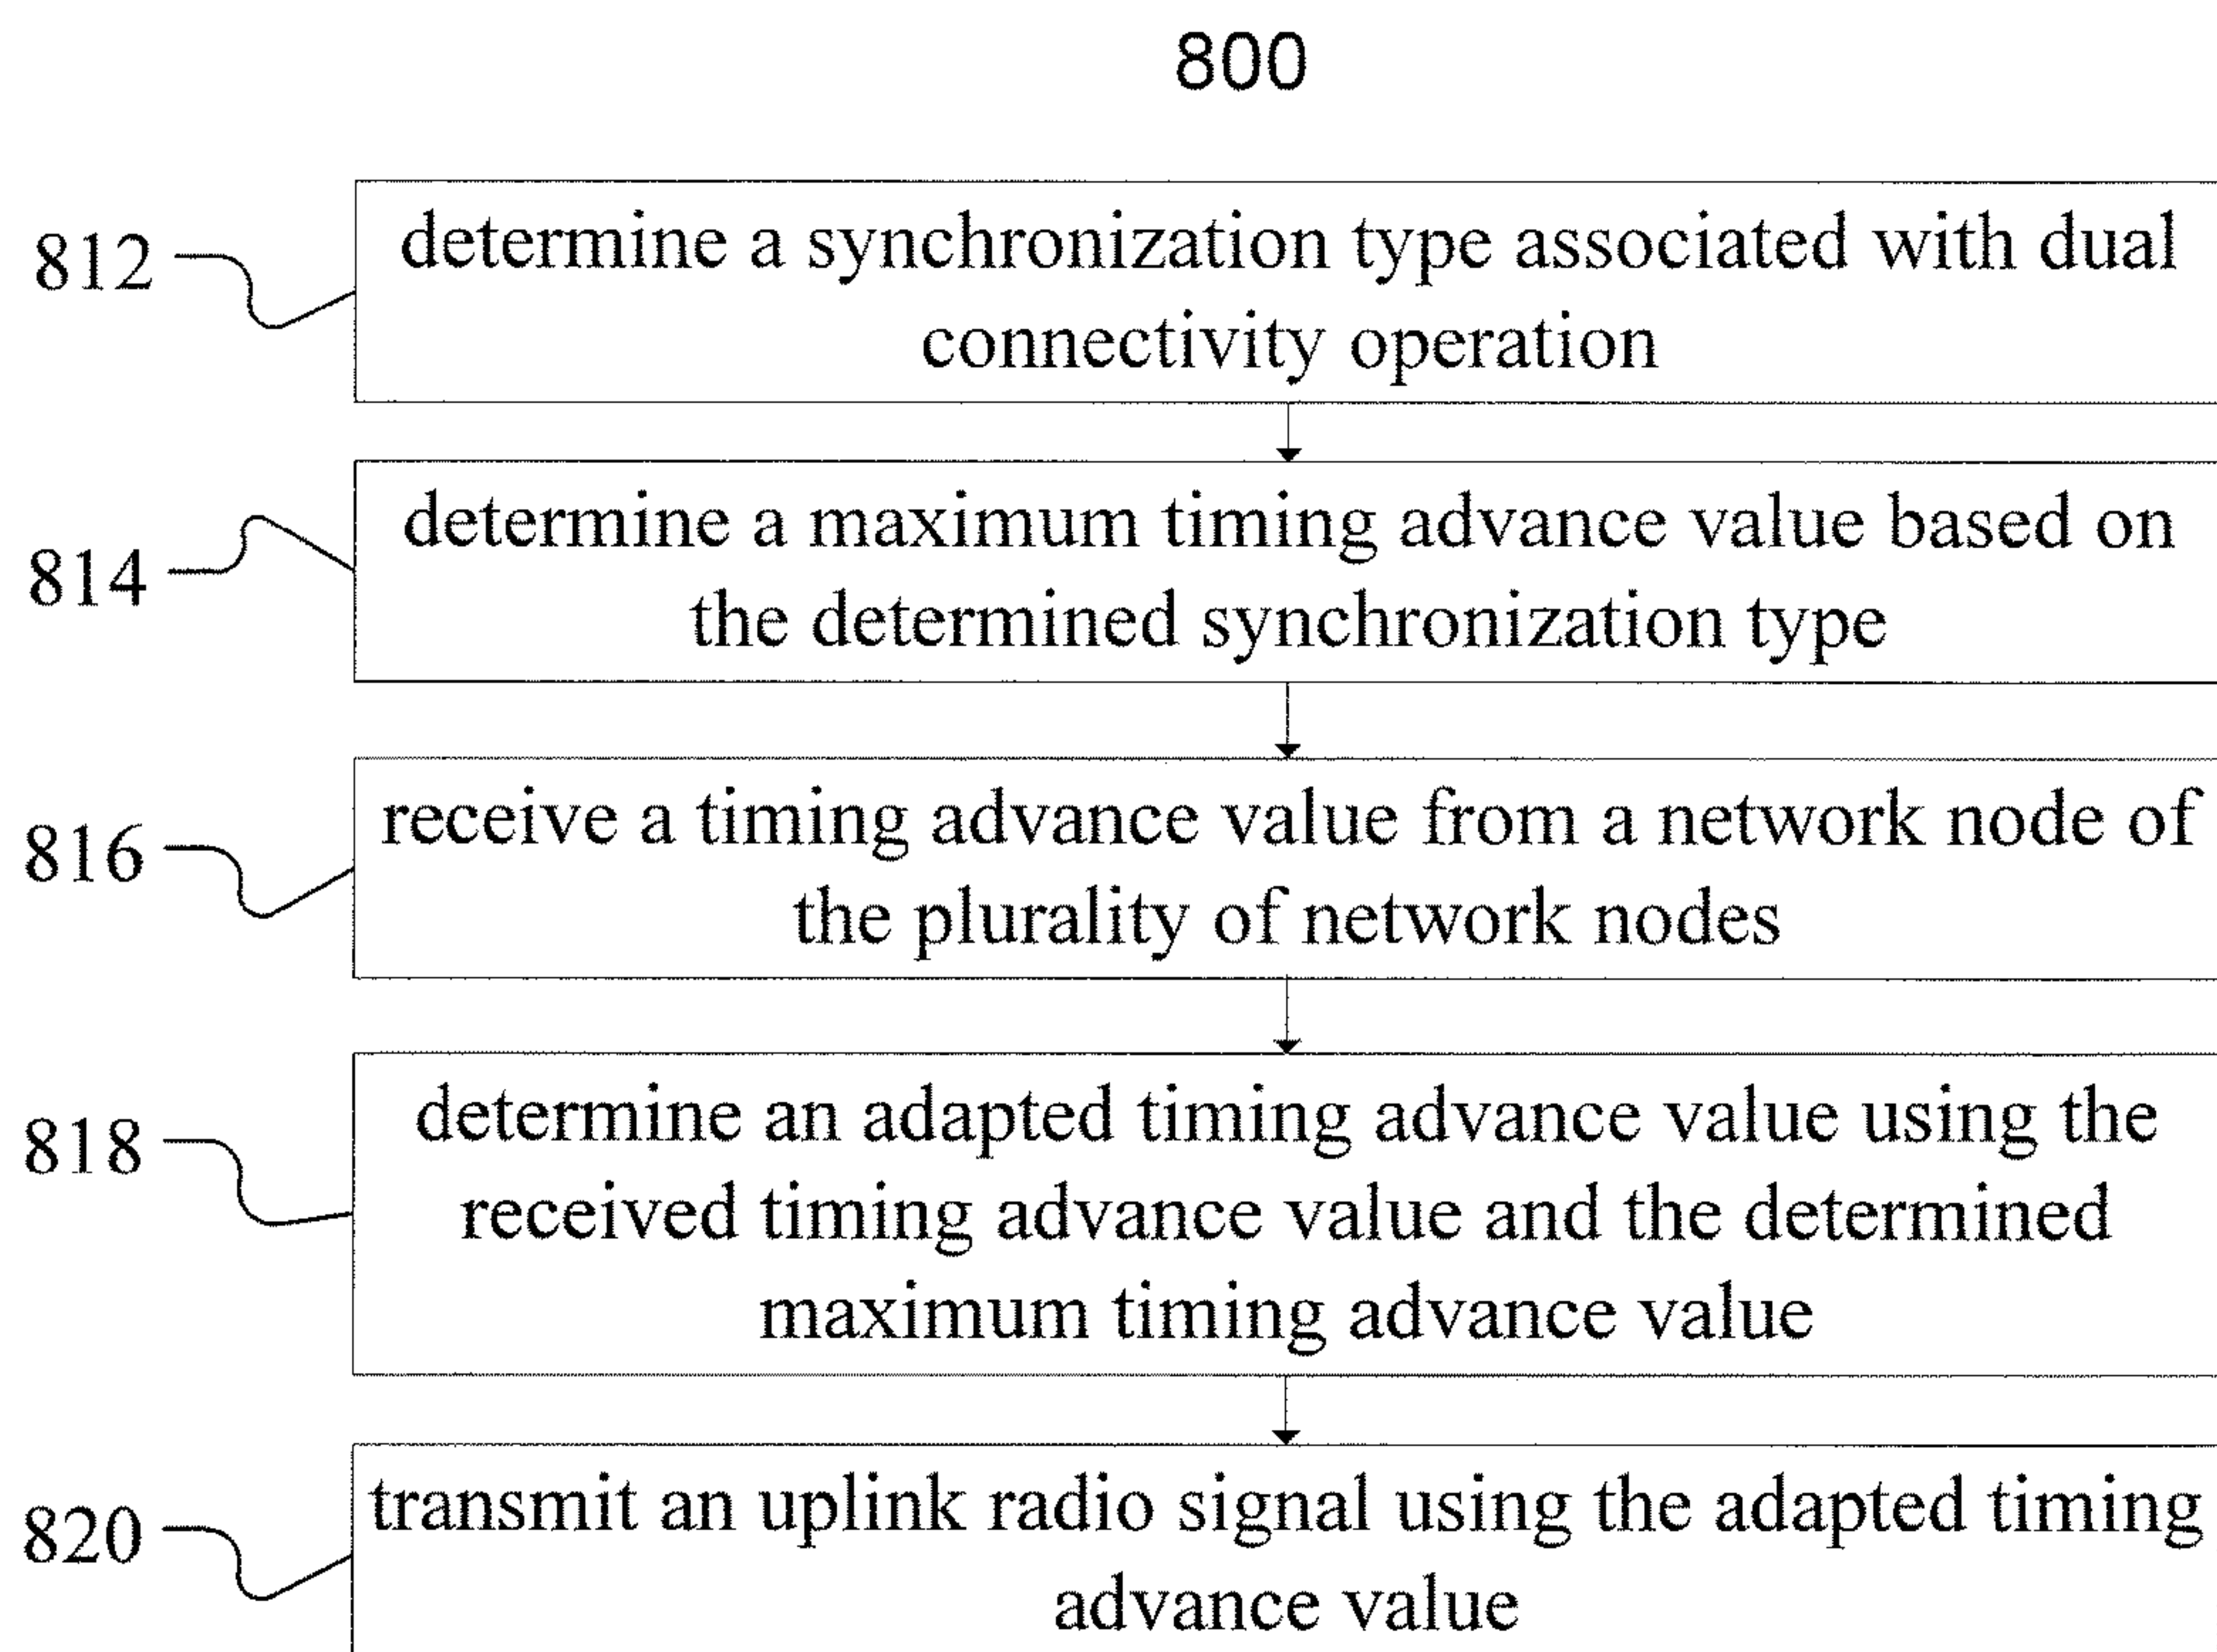 800
812
determine a synchronization type associated with dual
connectivity operation
814
determine a maximum timing advance value based on
the determined synchronization type
816
receive a timing advance value from a network node of
the plurality of network nodes
818
determine an adapted timing advance value using the
received timing advance value and the determined
maximum timing advance value
820
transmit an uplink radio signal using the adapted timing
advance value